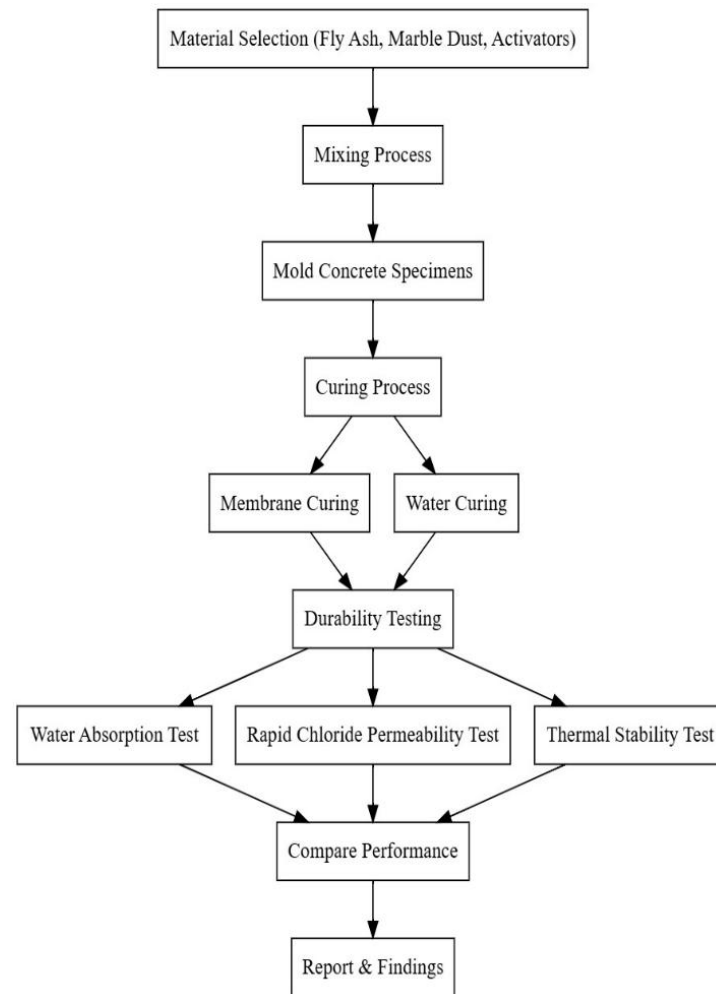 Material Selection (Fly Ash, Marble Dust, Activators)
Mixing Process
Mold Concrete Specimens
Curing Process
Membrane Curing
Water Curing
Durability Testing
Water Absorption Test
Rapid Chloride Permeability Test
Thermal Stability Test
Compare Performance
Report & Findings